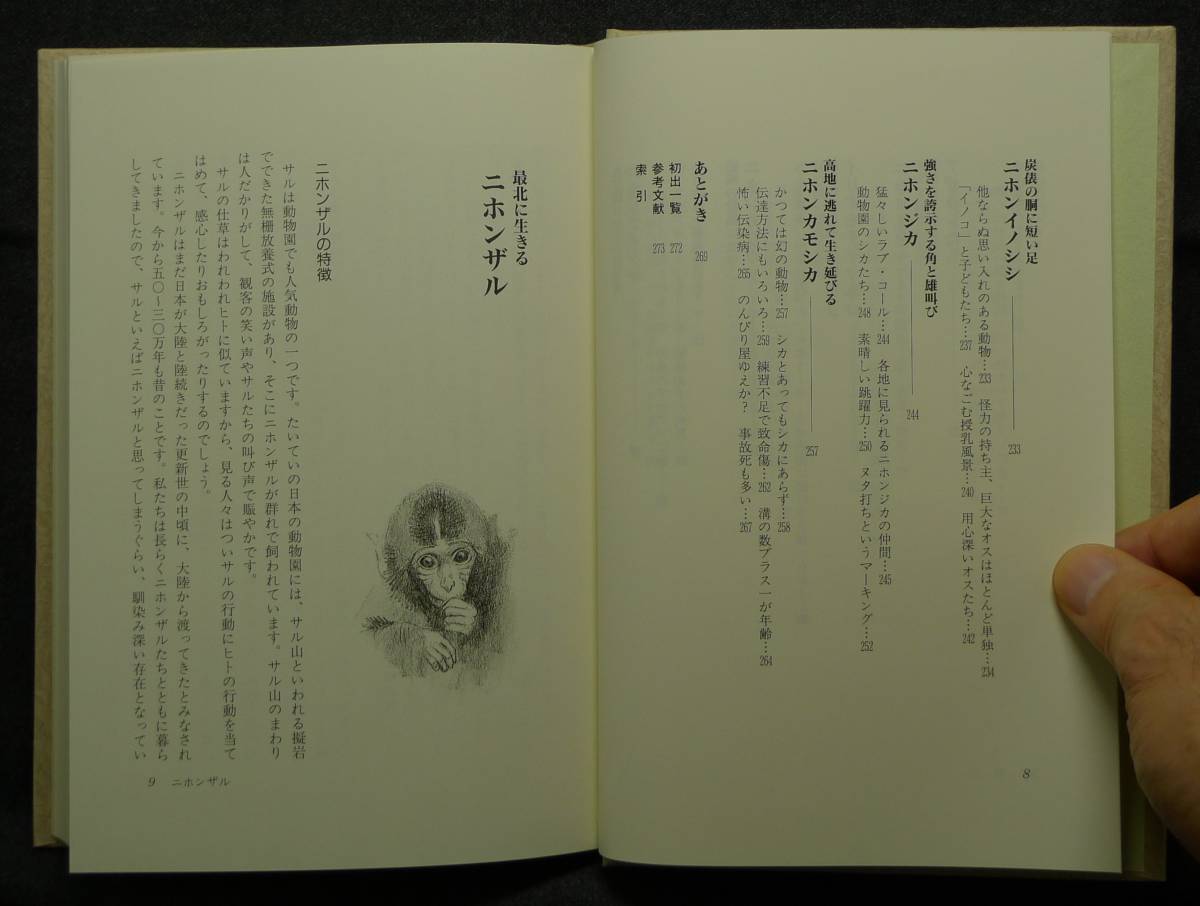 炭俵の胴に短い足
ニホンイノシシ 233
他ならぬ思い入れのある動物…233 怪力の持ち主、巨大なオスはほとんど単独…234
「イノコ」と子どもたち…237 心なごむ授乳風景…240 用心深いオスたち…242
強さを誇示する角と雄叫び
ニホンジカ 244
猛々しいラブ・コール…244 各地に見られるニホンジカの仲間…245
動物園のシカたち…248 素晴しい跳躍力…250 ヌタ打ちというマーキング…252
高地に逃れて生き延びる
ニホンカモシカ 257
かつては幻の動物…257 シカとあってもシカにあらず…258
伝達方法にもいろいろ…259 練習不足で致命傷…262 溝の数プラス一が年齢…264
怖い伝染病…265 のんびり屋ゆえか? 事故死も多い…267
あとがき 269
初出一覧 272
参考文献 273
索引
8
最北に生きる
ニホンザル
ニホンザルの特徴
サルは動物園でも人気動物の一つです。たいていの日本の動物園には、サル山といわれる擬岩
でできた無柵放養式の施設があり、そこにニホンザルが群れで飼われています。サル山のまわり
は人だかりがして、観客の笑い声やサルたちの叫び声で賑やかです。
サルの仕草はわれわれヒトに似ていますから、見る人々はついサルの行動にヒトの行動を当て
はめて、感心したりおもしろがったりするのでしょう。
ニホンザルはまだ日本が大陸と陸続きだった更新世の中頃に、大陸から渡ってきたとみなされ
ています。今から五〇〜三〇万年も昔のことです。私たちは長らくニホンザルたちとともに暮ら
してきましたので、サルといえばニホンザルと思ってしまうぐらい、馴染み深い存在となってい
9 ニホンザル